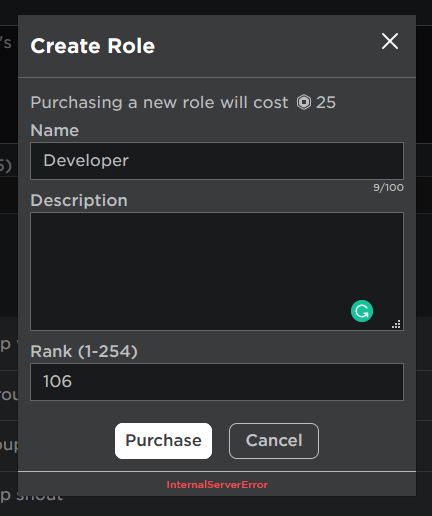 's
Create Role
Purchasing a new role will cost 25
Name
5)
Developer
9/100
Description
Rank (1-254)
106
Purchase
Cancel
InternalServerError